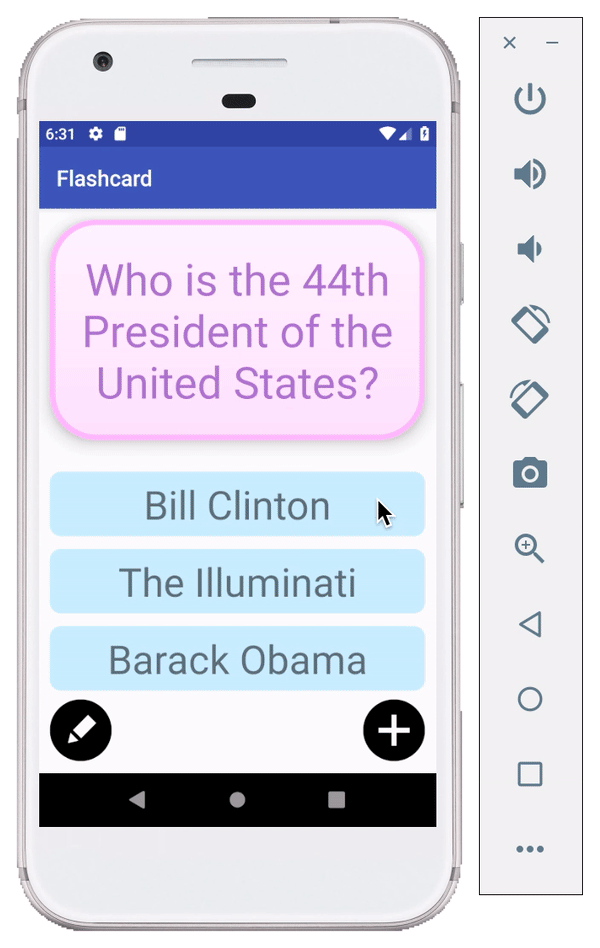 6:31
Flashcard
Who is the 44th
President of the
United States?
Bill Clinton
The Illuminati
Barack Obama